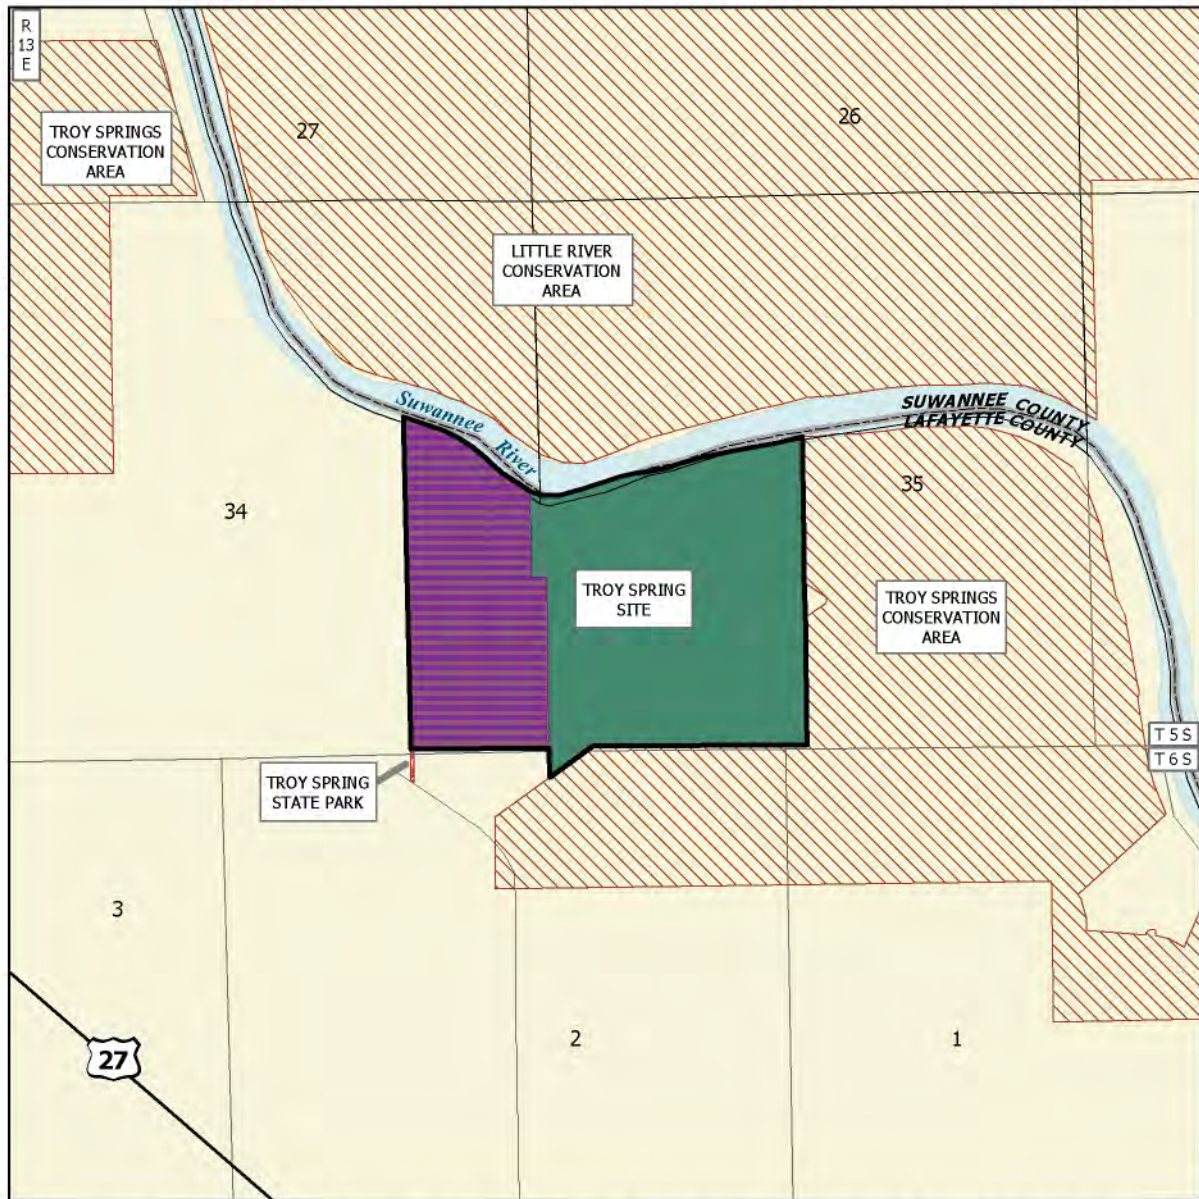 R
13
E
27
26
TROY SPRINGS
CONSERVATION
AREA
LITTLE RIVER
CONSERVATION
AREA
Suwannee River
SUWANNEE COUNTY
LAFAYETTE COUNTY
34
35
TROY SPRING
SITE
TROY SPRINGS
CONSERVATION
AREA
T 5 S
T 6 S
TROY SPRING
STATE PARK
3
2
1
27